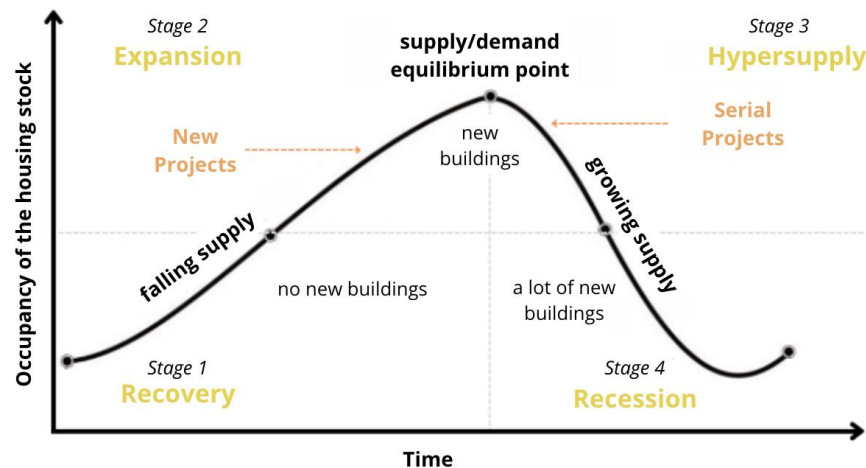 Stage 2
Expansion
supply/demand
equilibrium point
Stage 3
Hypersupply
New
Projects
new
buildings
Serial
Projects
Occupancy of the housing stock
falling supply
growing supply
no new buildings
a lot of new
buildings
Stage 1
Recovery
Stage 4
Recession
Time